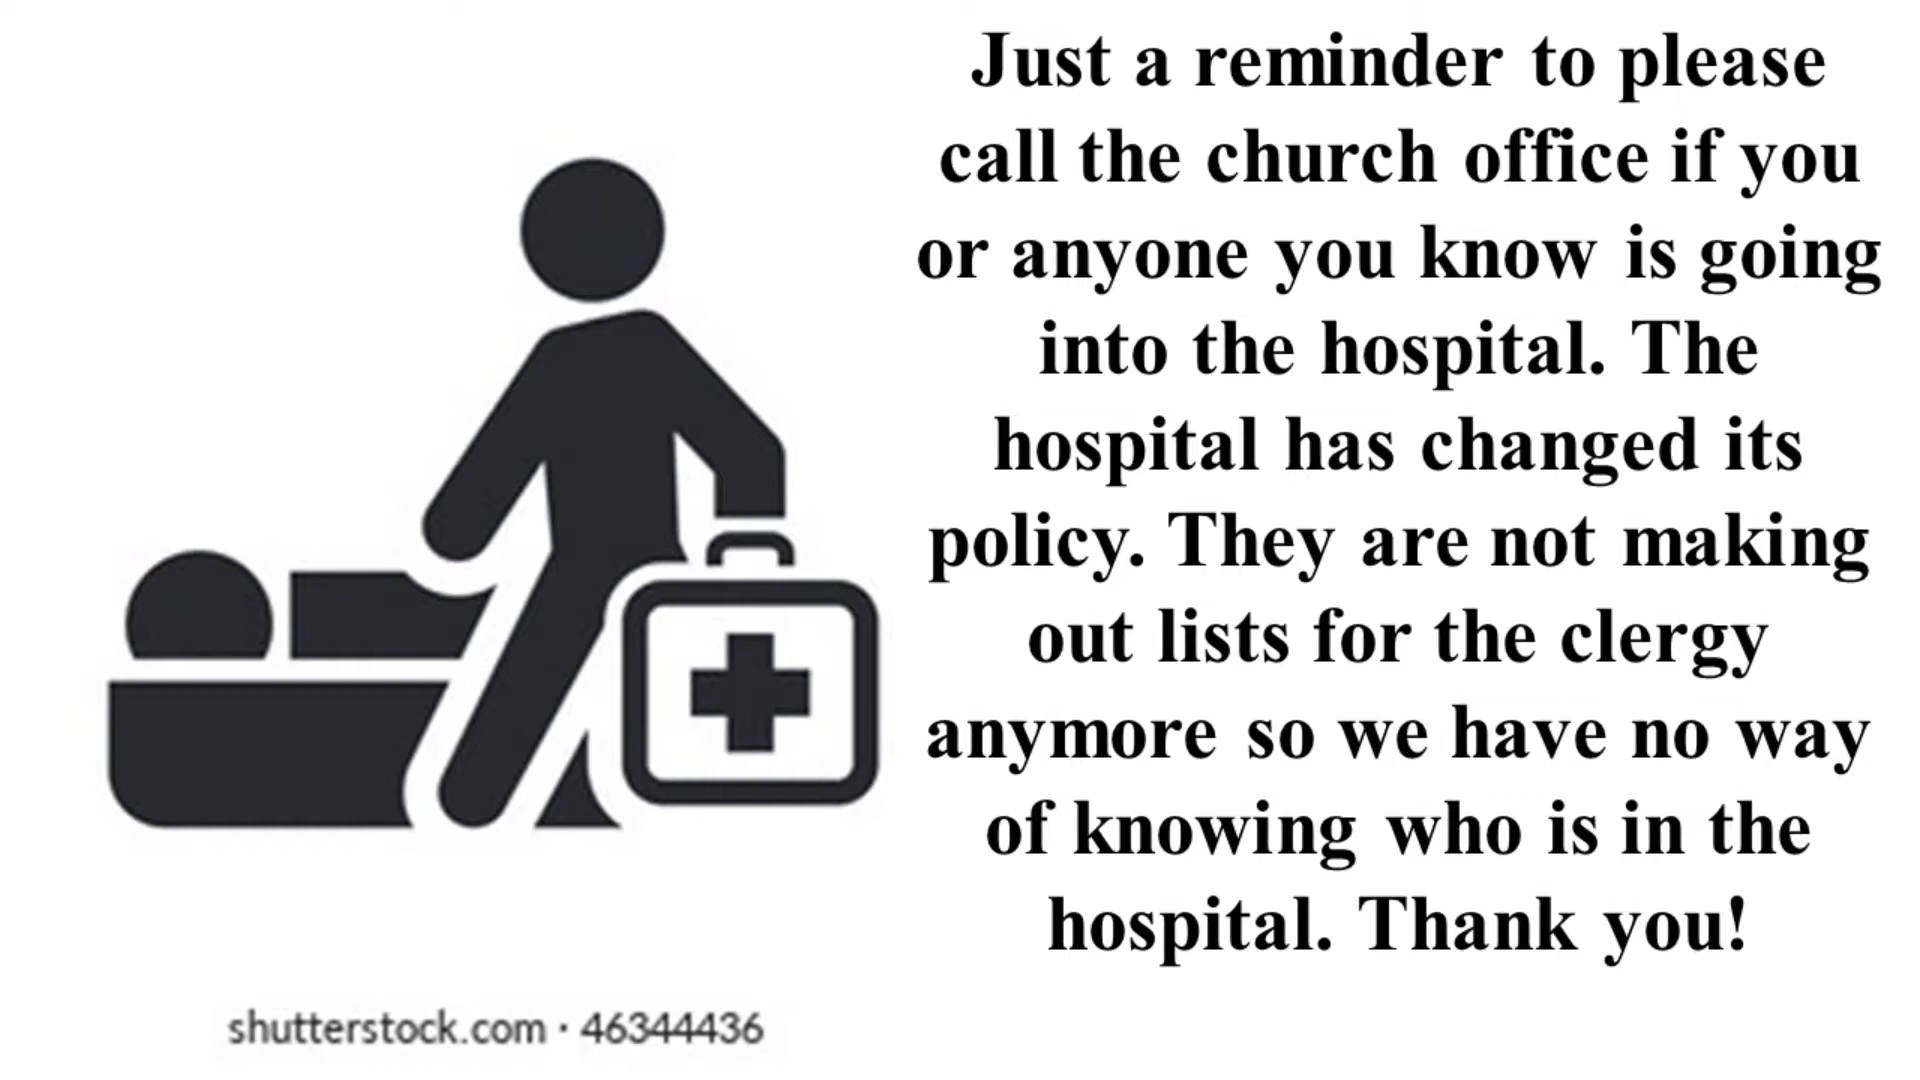 Just a reminder to please
call the church office if you
or anyone you know is going
into the hospital. The
hospital has changed its
policy. They are not making
out lists for the clergy
anymore so we have no way
of knowing who is in the
hospital. Thank you!
shutterstock.com · 46344436